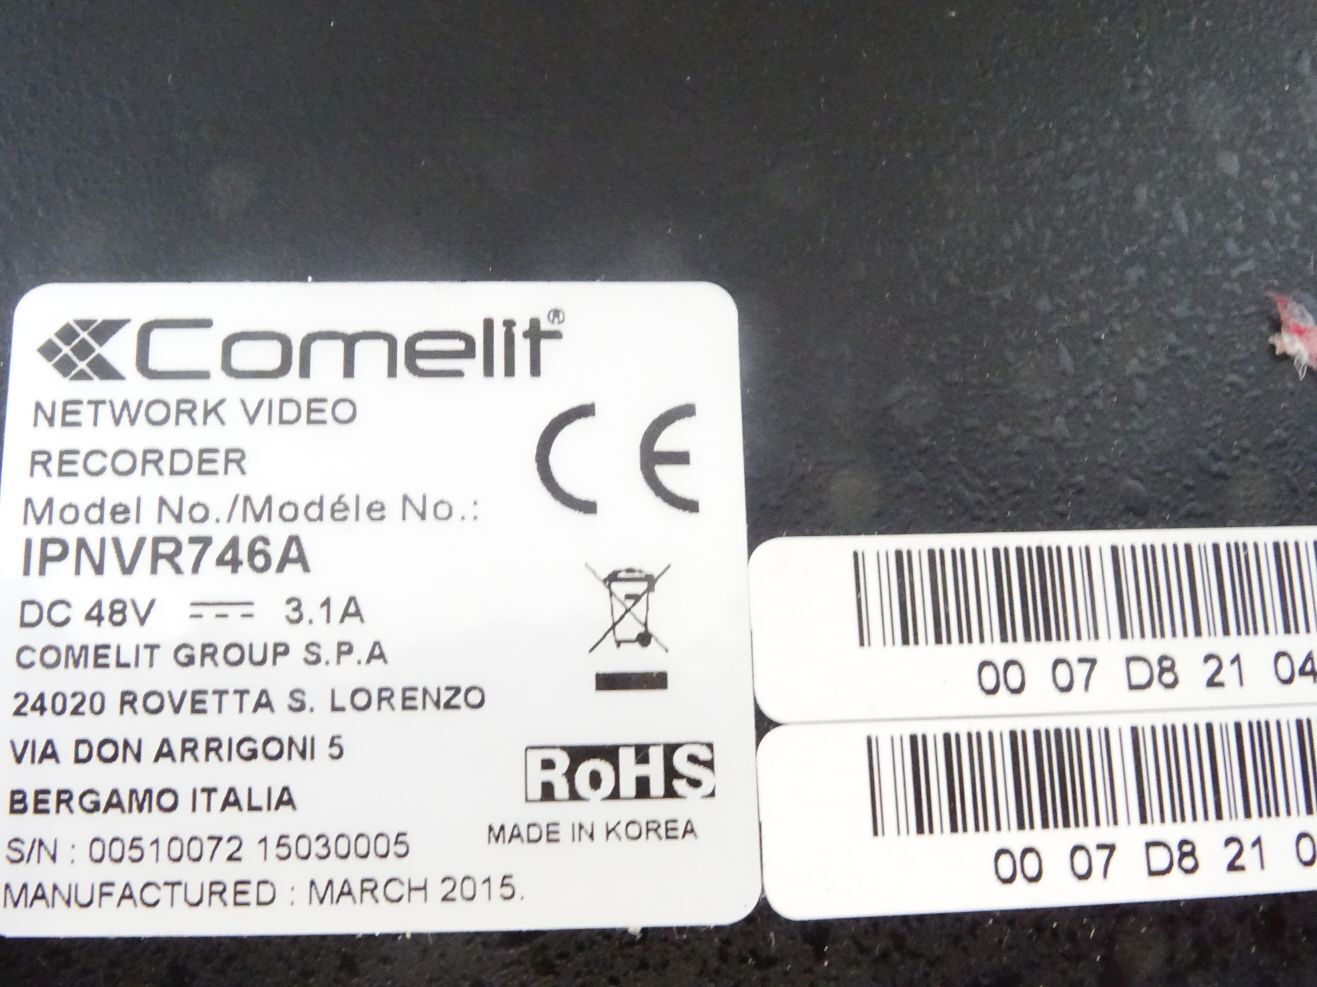 Comelit®
NETWORK VIDEO
RECORDER
Model No./Modéle No.:
IPNVR746A
DC 48V 3.1A
COMELIT GROUP S.P.A
24020 ROVETTA S. LORENZO
VIA DON ARRIGONI 5
BERGAMO ITALIA
S/N : 00510072 15030005
MANUFACTURED : MARCH 2015.
CE
RoHS
MADE IN KOREA
00 07 D8 21 04
00 07 D8 21 0